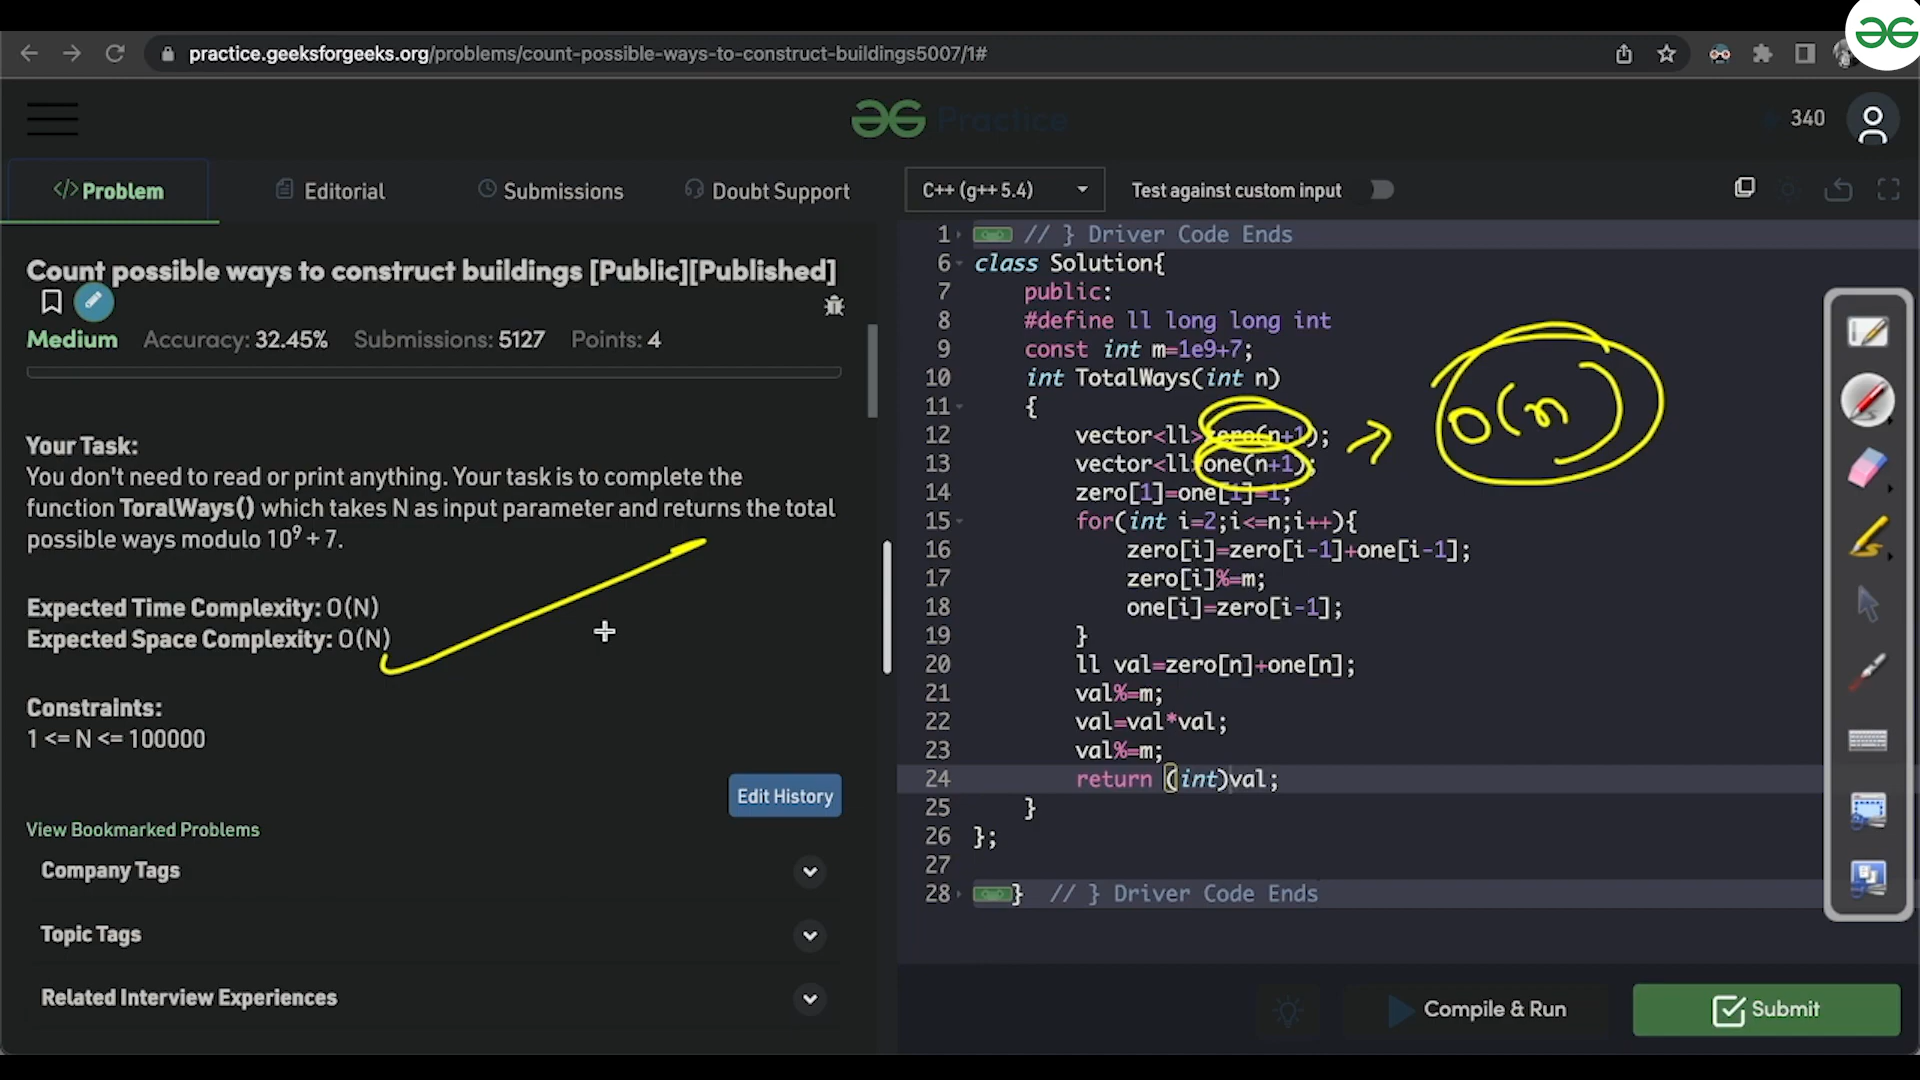 practice.geeksforgeeks.org/problems/count-possible-ways-to-construct-buildings5007/1#
Practice
340
</> Problem
Editorial
Submissions
Doubt Support
C++ (g++ 5.4)
Test against custom input
Count possible ways to construct buildings [Public][Published]
Medium Accuracy: 32.45% Submissions: 5127 Points: 4
Your Task:
You don't need to read or print anything. Your task is to complete the
function ToralWays() which takes N as input parameter and returns the total
possible ways modulo 10⁹ + 7.
Expected Time Complexity: O(N)
Expected Space Complexity: O(N)
Constraints:
1 <= N <= 100000
Edit History
View Bookmarked Problems
Company Tags
Topic Tags
Related Interview Experiences
1 // } Driver Code Ends
6 class Solution{
7 public:
8 #define ll long long int
9 const int m=1e9+7;
10 int TotalWays(int n)
11 {
12 vector<ll>zero(n+1);
13 vector<ll>one(n+1);
14 zero[1]=one[1]=1;
15 for(int i=2;i<=n;i++){
16 zero[i]=zero[i-1]+one[i-1];
17 zero[i]%=m;
18 one[i]=zero[i-1];
19 }
20 ll val=zero[n]+one[n];
21 val%=m;
22 val=val*val;
23 val%=m;
24 return (int)val;
25 }
26 };
27
28 } // } Driver Code Ends
→ O(n)
Compile & Run
Submit